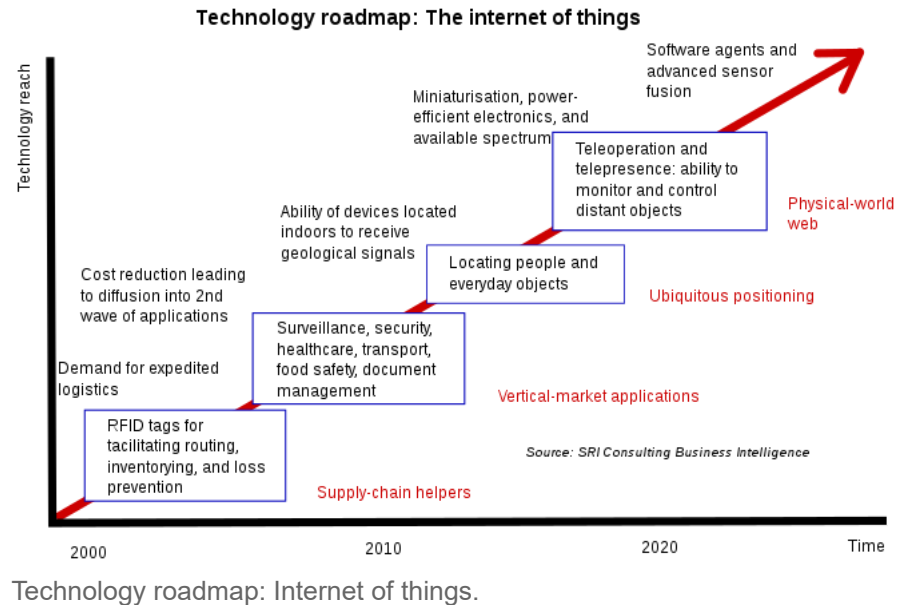 Technology roadmap: The internet of things
Technology reach
Software agents and
advanced sensor
fusion
Miniaturisation, power-
efficient electronics, and
available spectrum
Teleoperation and
telepresence: ability to
monitor and control
distant objects
Physical-world
web
Ability of devices located
indoors to receive
geological signals
Locating people and
everyday objects
Ubiquitous positioning
Cost reduction leading
to diffusion into 2nd
wave of applications
Surveillance, security,
healthcare, transport,
food safety, document
management
Vertical-market applications
Demand for expedited
logistics
RFID tags for
tacilitating routing,
inventorying, and loss
prevention
Supply-chain helpers
Source: SRI Consulting Business Intelligence
2000
2010
2020
Time
Technology roadmap: Internet of things.